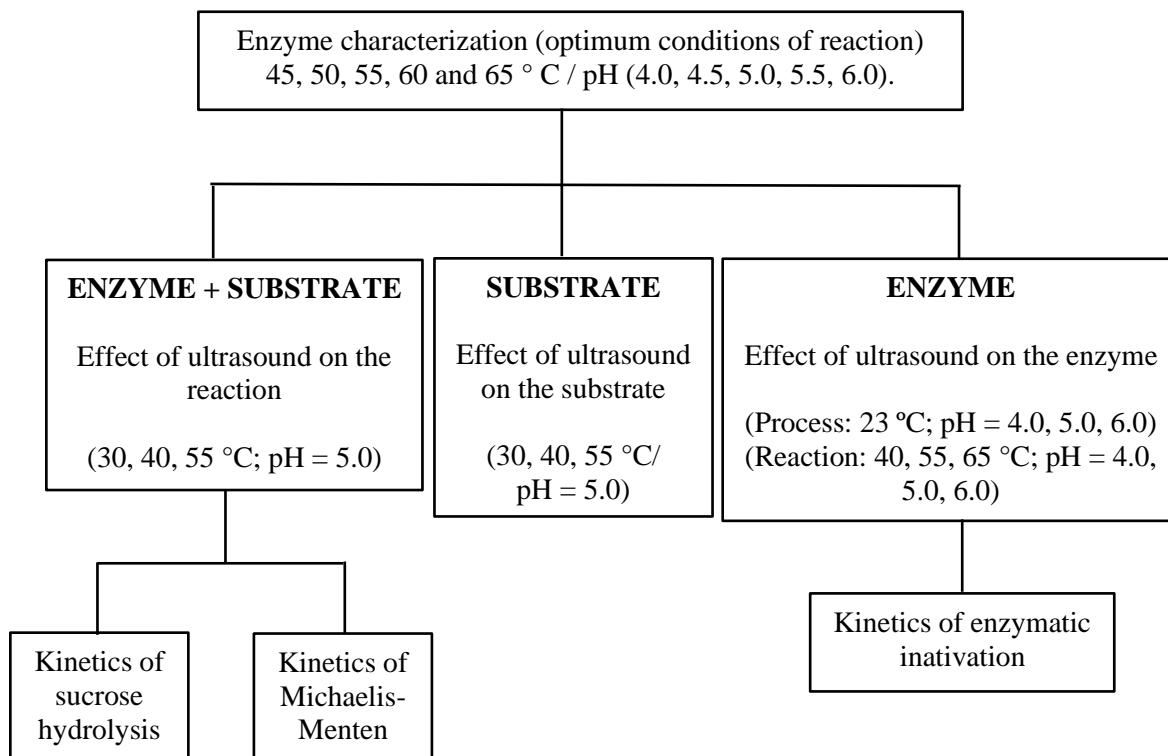 Enzyme characterization (optimum conditions of reaction)
45, 50, 55, 60 and 65 ° C / pH (4.0, 4.5, 5.0, 5.5, 6.0).
ENZYME + SUBSTRATE
Effect of ultrasound on the
reaction
(30, 40, 55 °C; pH = 5.0)
SUBSTRATE
Effect of ultrasound
on the substrate
(30, 40, 55 °C/
pH = 5.0)
ENZYME
Effect of ultrasound on the enzyme
(Process: 23 ºC; pH = 4.0, 5.0, 6.0)
(Reaction: 40, 55, 65 °C; pH = 4.0,
5.0, 6.0)
Kinetics of
sucrose
hydrolysis
Kinetics of
Michaelis-
Menten
Kinetics of enzymatic
inativation